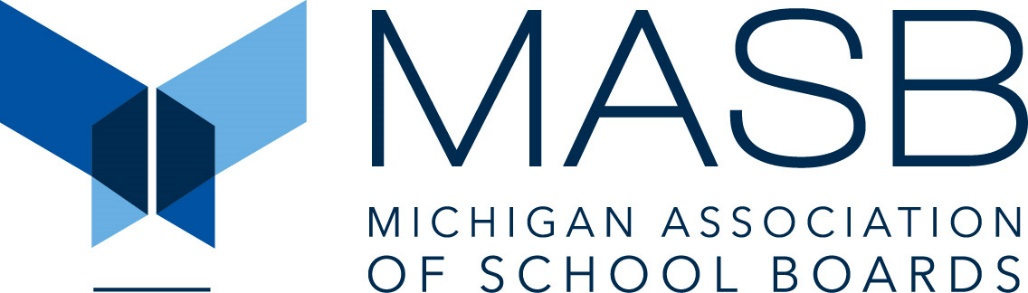 MASB
MICHIGAN ASSOCIATION
OF SCHOOL BOARDS